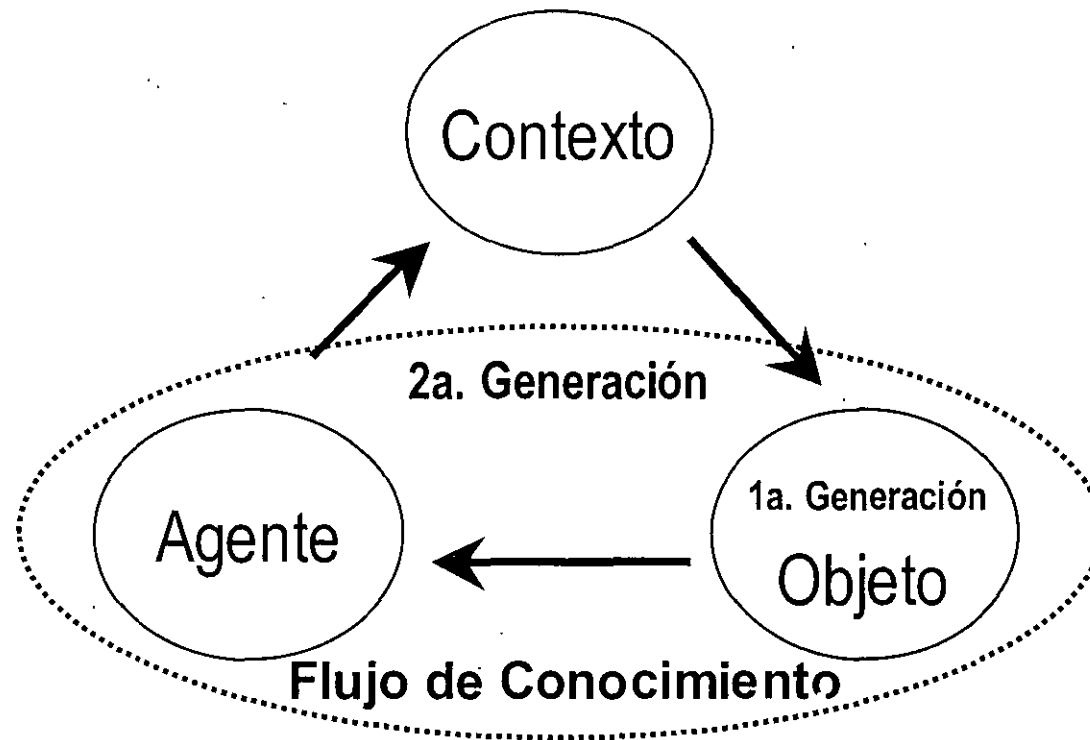 Contexto
2a. Generación
1a. Generación
Agente
Objeto
Flujo de Conocimiento